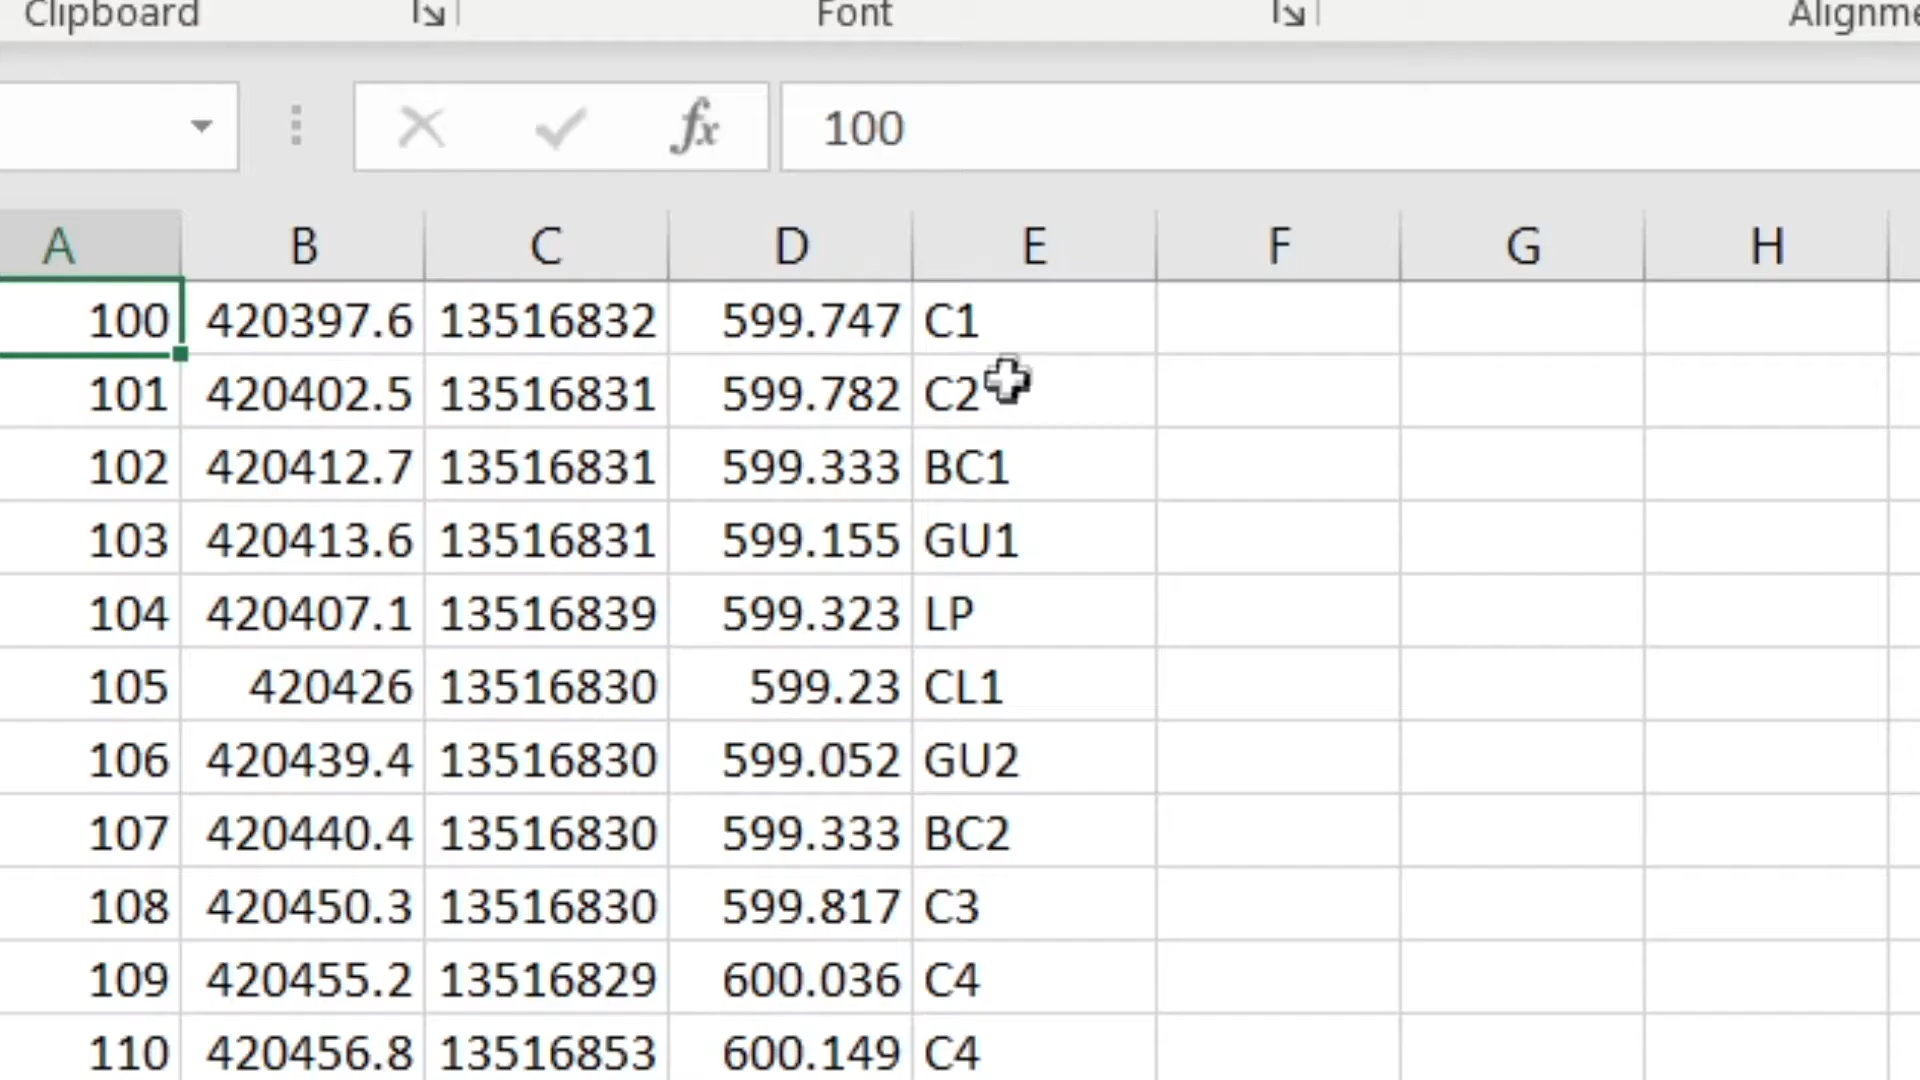 Clipboard Font Alignme
fx 100
A B C D E F G H
100 420397.6 13516832 599.747 C1
101 420402.5 13516831 599.782 C2
102 420412.7 13516831 599.333 BC1
103 420413.6 13516831 599.155 GU1
104 420407.1 13516839 599.323 LP
105 420426 13516830 599.23 CL1
106 420439.4 13516830 599.052 GU2
107 420440.4 13516830 599.333 BC2
108 420450.3 13516830 599.817 C3
109 420455.2 13516829 600.036 C4
110 420456.8 13516853 600.149 C4